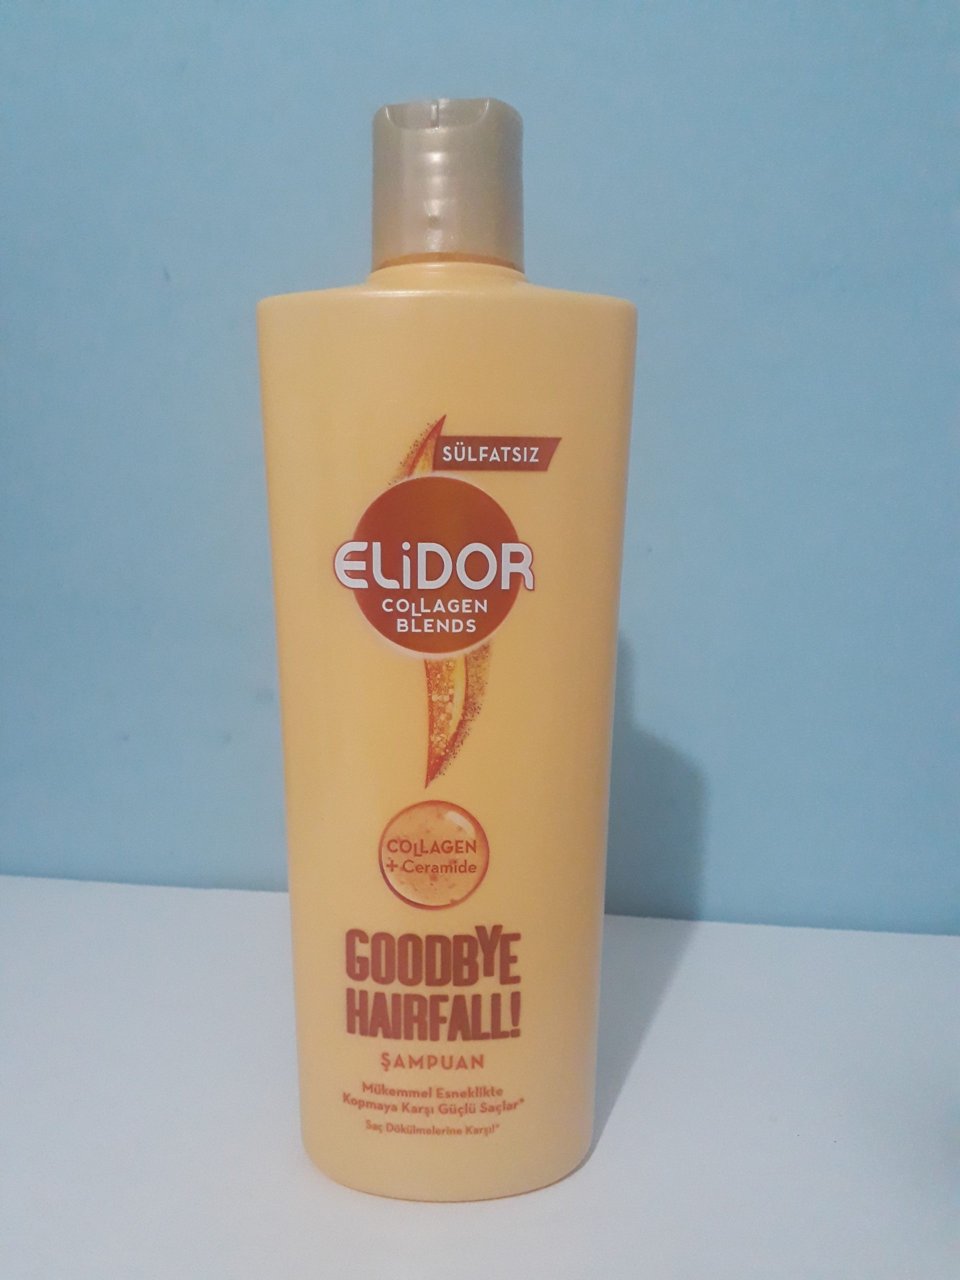 SÜLFATSIZ
ELiDOR
COLLAGEN
BLENDS
COLLAGEN
+ Ceramide
GOODBYE
HAIRFALL!
ŞAMPUAN
Mükemmel Esneklikte
Kopmaya Karşı Güçlü Saçlar*
Saç Dökülmelerine Karşı!*